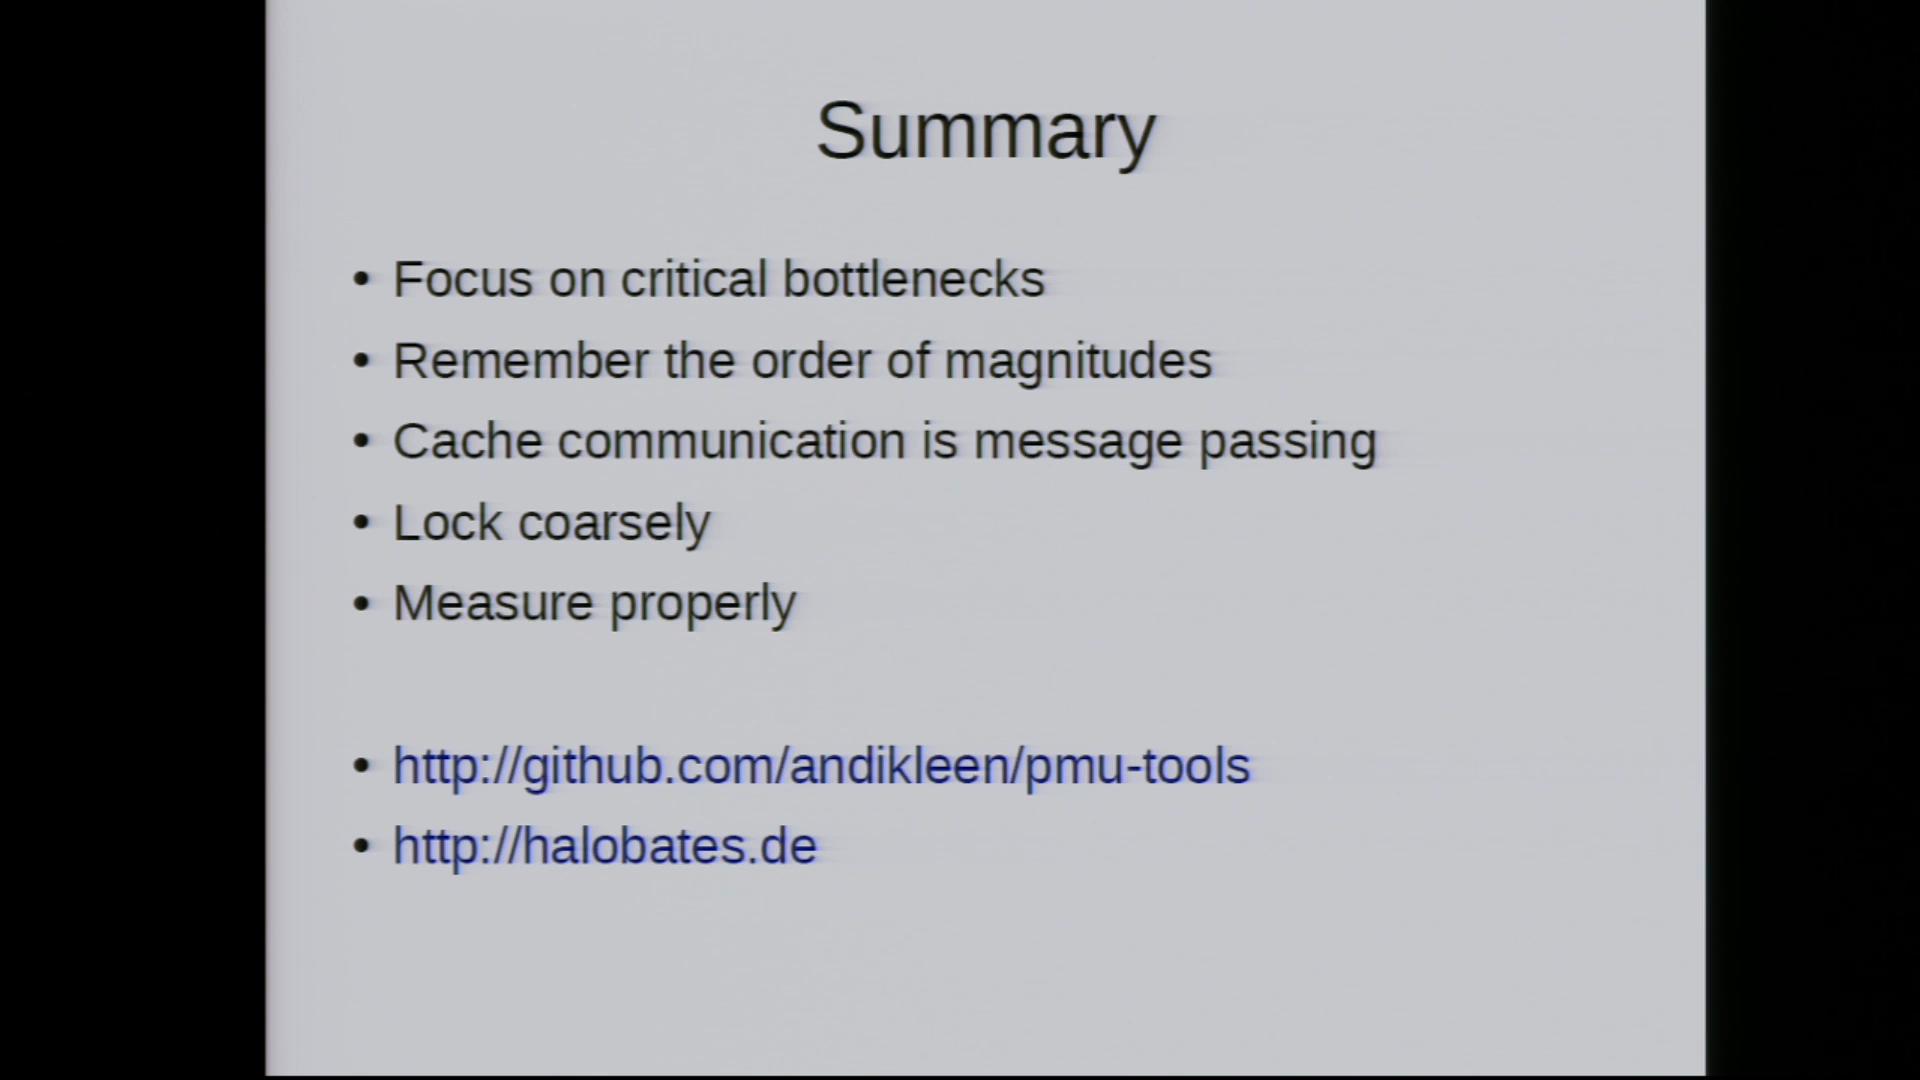 Summary
• Focus on critical bottlenecks
• Remember the order of magnitudes
• Cache communication is message passing
• Lock coarsely
• Measure properly
• http://github.com/andikleen/pmu-tools
• http://halobates.de